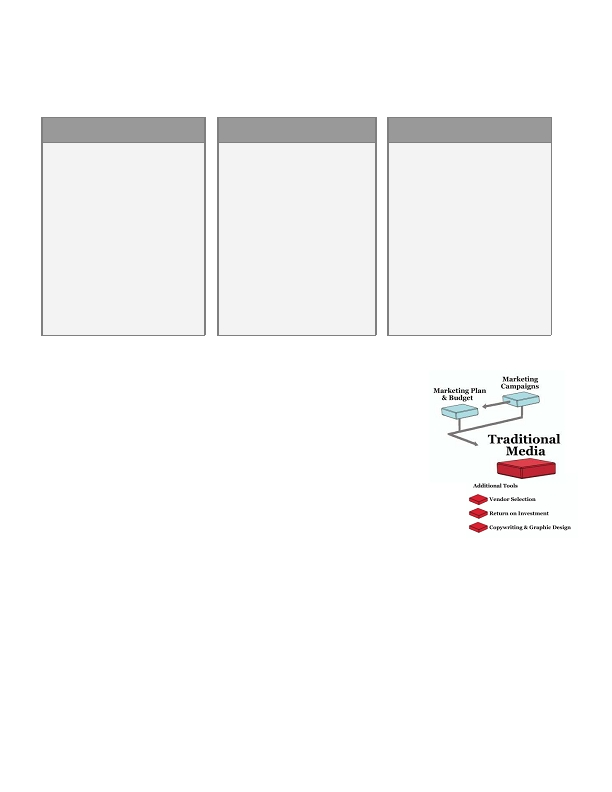 Marketing
Campaigns
Marketing Plan
& Budget
Traditional
Media
Additional Tools
Vendor Selection
Return on Investment
Copywriting & Graphic Design